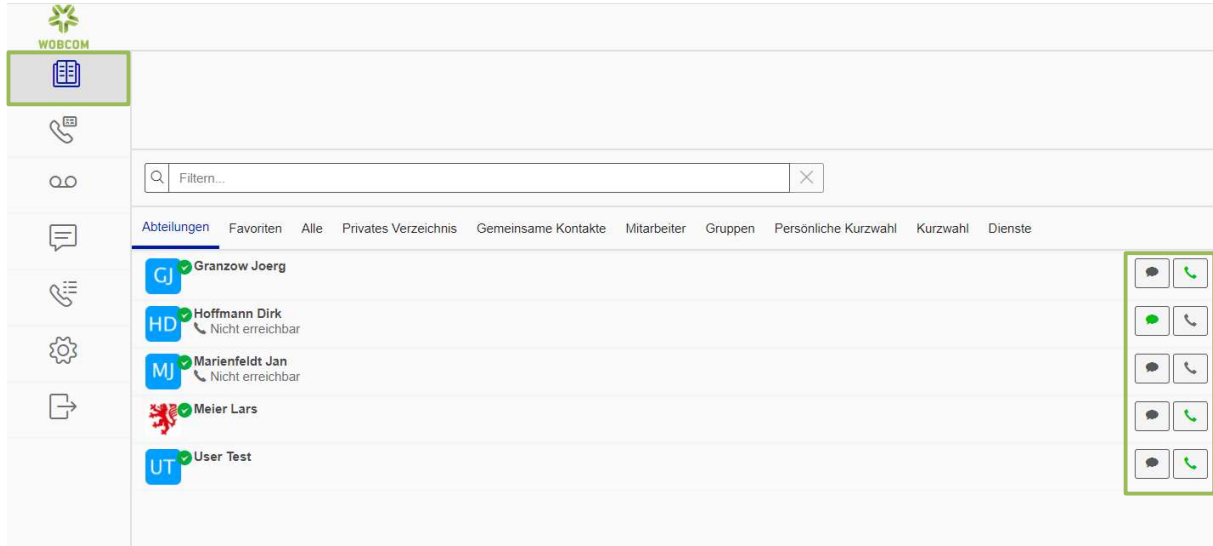 WOBCOM
Filtern...
Abteilungen Favoriten Alle Privates Verzeichnis Gemeinsame Kontakte Mitarbeiter Gruppen Persönliche Kurzwahl Kurzwahl Dienste
GJ Granzow Joerg
HD Hoffmann Dirk
Nicht erreichbar
MJ Marienfeldt Jan
Nicht erreichbar
Meier Lars
UT User Test